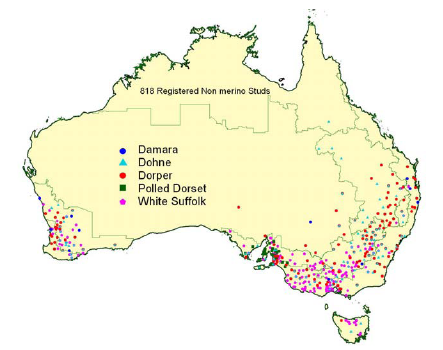 818 Registered Non merino Studs
Damara
Dohne
Dorper
Polled Dorset
White Suffolk